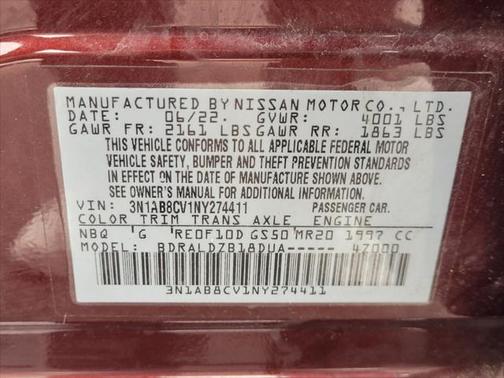 MANUFACTURED BY NISSAN MOTOR CO., LTD.
DATE: 06/22. GVWR: 4001 LBS
GAWR FR: 2161 LBS GAWR RR: 1863 LBS
THIS VEHICLE CONFORMS TO ALL APPLICABLE FEDERAL MOTOR
VEHICLE SAFETY, BUMPER AND THEFT PREVENTION STANDARDS
IN EFFECT ON THE DATE OF MANUFACTURE SHOWN ABOVE.
SEE OWNER'S MANUAL FOR ADDITIONAL INFORMATION.
VIN: 3N1AB8CV1NY274411 PASSENGER CAR.
COLOR TRIM TRANS AXLE ENGINE
NBQ G RE0F10D GS50 MR20 1997 CC
BDRALDZB18DUA----- 4Z000
3N1AB8CV1NY274411